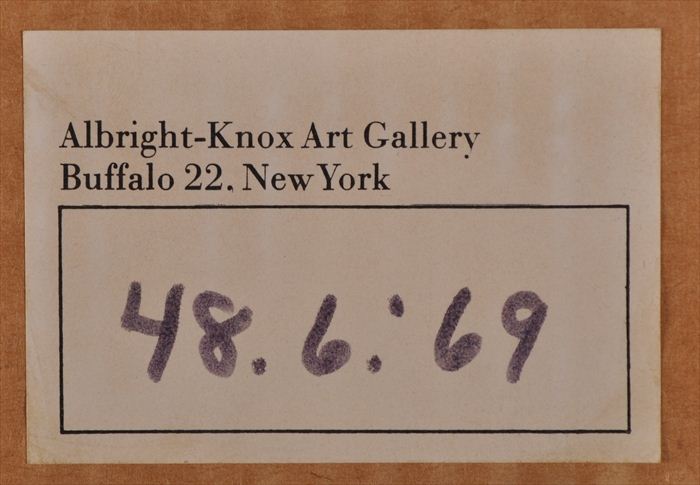 Albright-Knox Art Gallery
Buffalo 22, New York
48.6.'69